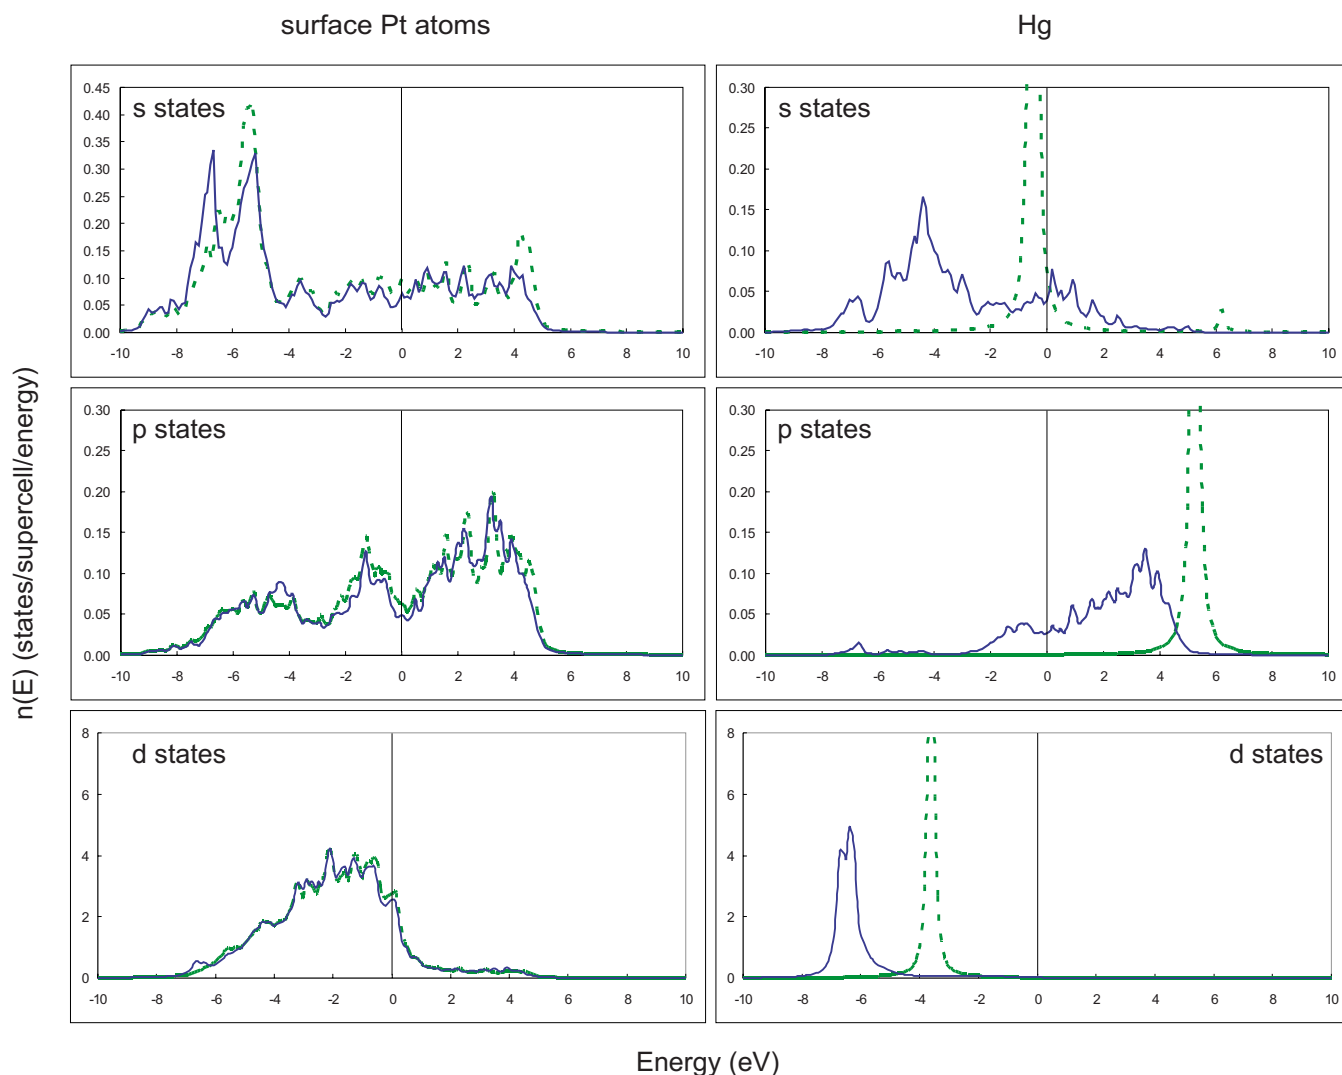 surface Pt atoms
Hg
n(E) (states/supercell/energy)
s states
0.45
0.40
0.35
0.30
0.25
0.20
0.15
0.10
0.05
0.00
-10 -8 -6 -4 -2 0 2 4 6 8 10
s states
0.30
0.25
0.20
0.15
0.10
0.05
0.00
-10 -8 -6 -4 -2 0 2 4 6 8 10
p states
0.30
0.25
0.20
0.15
0.10
0.05
0.00
-10 -8 -6 -4 -2 0 2 4 6 8 10
p states
0.30
0.25
0.20
0.15
0.10
0.05
0.00
-10 -8 -6 -4 -2 0 2 4 6 8 10
d states
8
6
4
2
0
-10 -8 -6 -4 -2 0 2 4 6 8 10
d states
8
6
4
2
0
-10 -8 -6 -4 -2 0 2 4 6 8 10
Energy (eV)